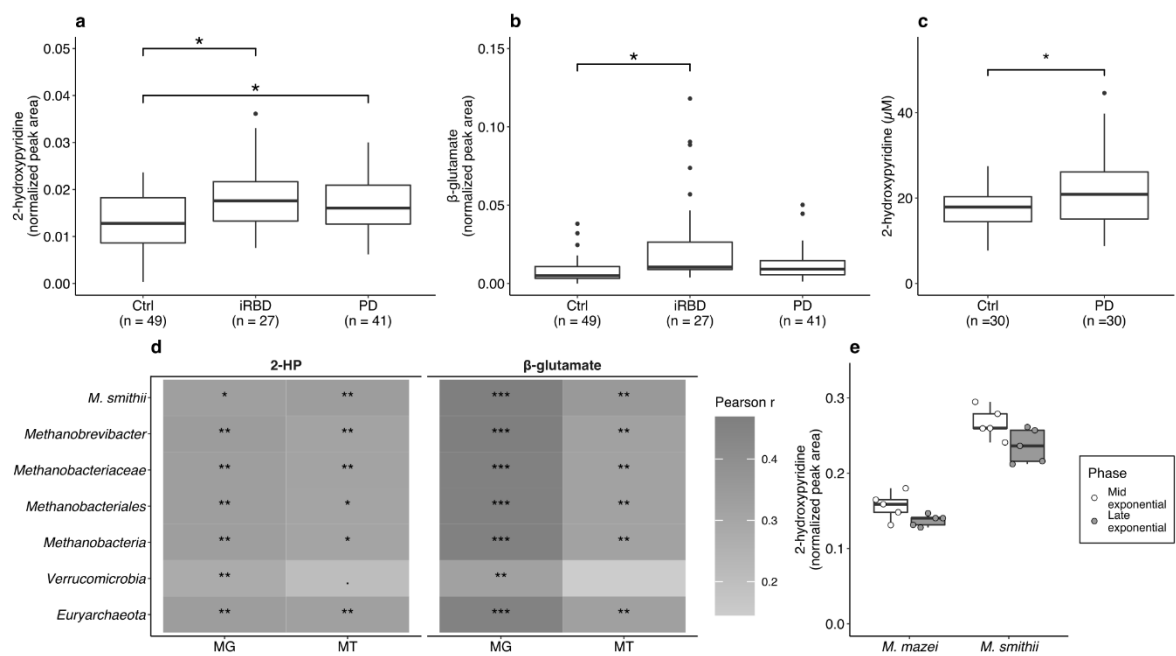 a
2-hydroxypyridine
(normalized peak area)
0.05
0.04
0.03
0.02
0.01
0.00
*
*
Ctrl
(n = 49)
iRBD
(n = 27)
PD
(n = 41)
b
β-glutamate
(normalized peak area)
0.15
0.10
0.05
0.00
*
Ctrl
(n = 49)
iRBD
(n = 27)
PD
(n = 41)
c
2-hydroxypyridine (µM)
40
20
0
*
Ctrl
(n =30)
PD
(n =30)
d
2-HP
β-glutamate
M. smithii * ** *** **
Methanobrevibacter ** ** *** **
Methanobacteriaceae ** ** *** **
Methanobacteriales ** * *** **
Methanobacteria ** * *** **
Verrucomicrobia ** . **
Euryarchaeota ** ** *** **
MG MT MG MT
Pearson r
0.4
0.3
0.2
e
2-hydroxypyridine
(normalized peak area)
0.3
0.2
0.1
0.0
M. mazei
M. smithii
Phase
Mid
exponential
Late
exponential